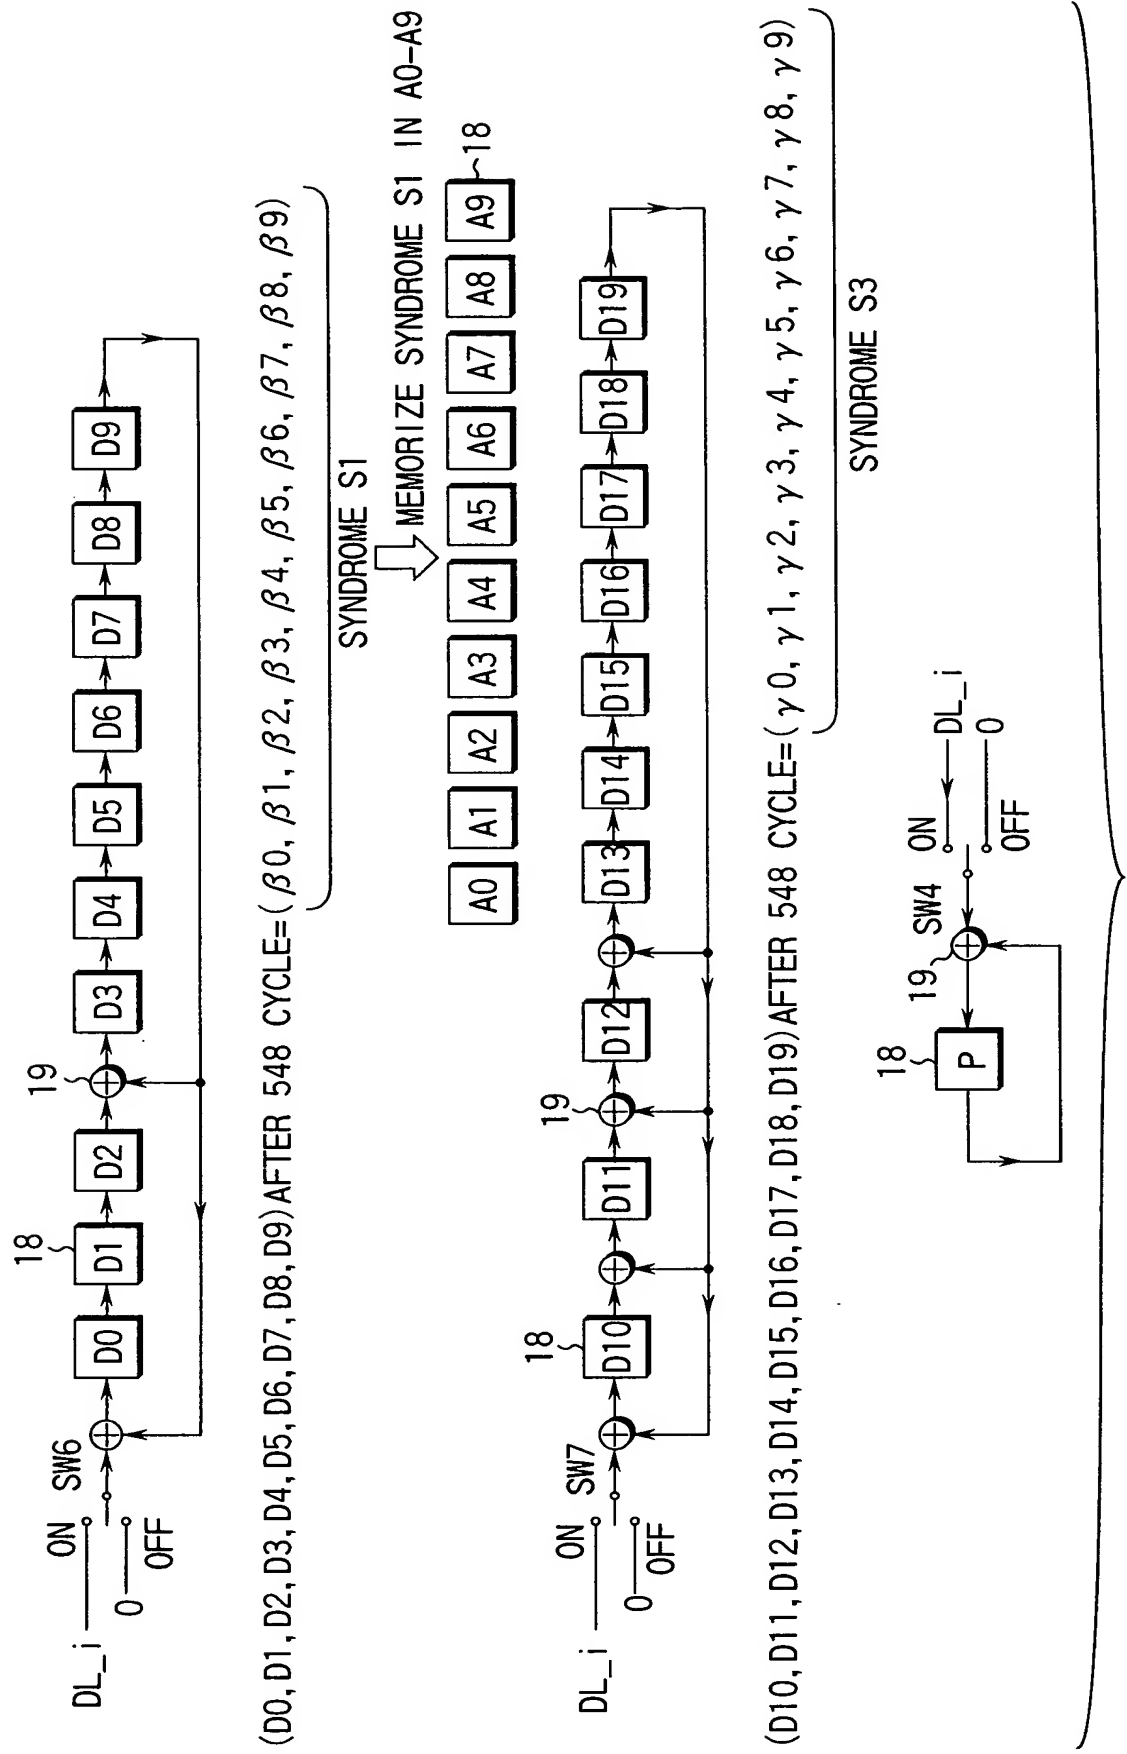 DL_i
ON
0
OFF
SW6
D0
18
D1
D2
19
D3
D4
D5
D6
D7
D8
D9
(D0, D1, D2, D3, D4, D5, D6, D7, D8, D9) AFTER 548 CYCLE=(β0, β1, β2, β3, β4, β5, β6, β7, β8, β9)
SYNDROME S1
MEMORIZE SYNDROME S1 IN A0-A9
A0
A1
A2
A3
A4
A5
A6
A7
A8
A9
18
DL_i
ON
0
OFF
SW7
18
D10
D11
19
D12
D13
D14
D15
D16
D17
D18
D19
(D10, D11, D12, D13, D14, D15, D16, D17, D18, D19) AFTER 548 CYCLE=(γ0, γ1, γ2, γ3, γ4, γ5, γ6, γ7, γ8, γ9)
SYNDROME S3
18
P
19
SW4
ON
OFF
DL_i
0